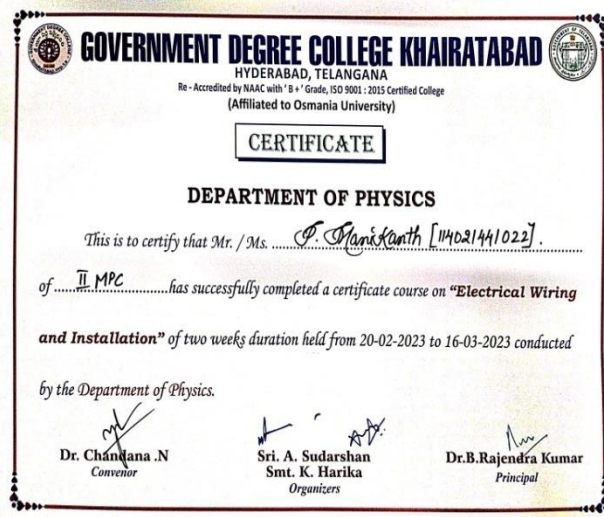 GOVERNMENT DEGREE COLLEGE KHAIRATABAD
HYDERABAD, TELANGANA
Re - Accredited by NAAC with ' B + ' Grade, ISO 9001 : 2015 Certified College
(Affiliated to Osmania University)
CERTIFICATE
DEPARTMENT OF PHYSICS
This is to certify that Mr. / Ms. P. Manikanth [114021441022].
of II MPC has successfully completed a certificate course on "Electrical Wiring
and Installation" of two weeks duration held from 20-02-2023 to 16-03-2023 conducted
by the Department of Physics.
Dr. Chandana .N
Convenor
Sri. A. Sudarshan
Smt. K. Harika
Organizers
Dr.B.Rajendra Kumar
Principal